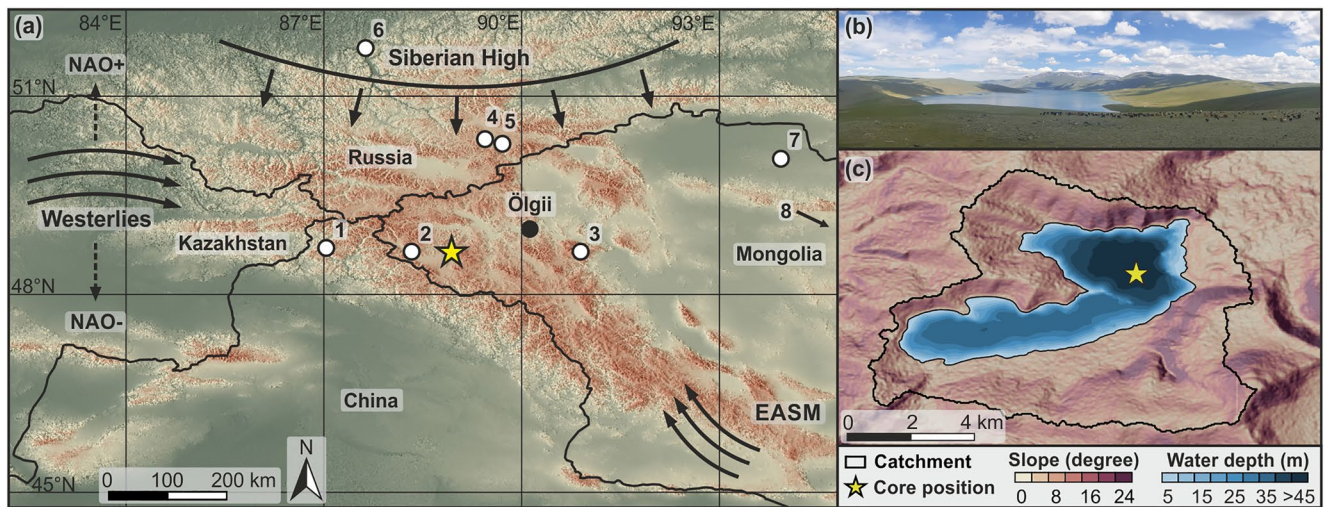 (a)
84°E
87°E
90°E
93°E
NAO+
6
Siberian High
51°N
4
5
7
Russia
Westerlies
Ölgii
8
Kazakhstan
1
2
3
Mongolia
48°N
NAO-
China
EASM
N
0 100 200 km
45°N
(b)
(c)
0 2 4 km
Catchment
Core position
Slope (degree)
0 8 16 24
Water depth (m)
5 15 25 35 >45